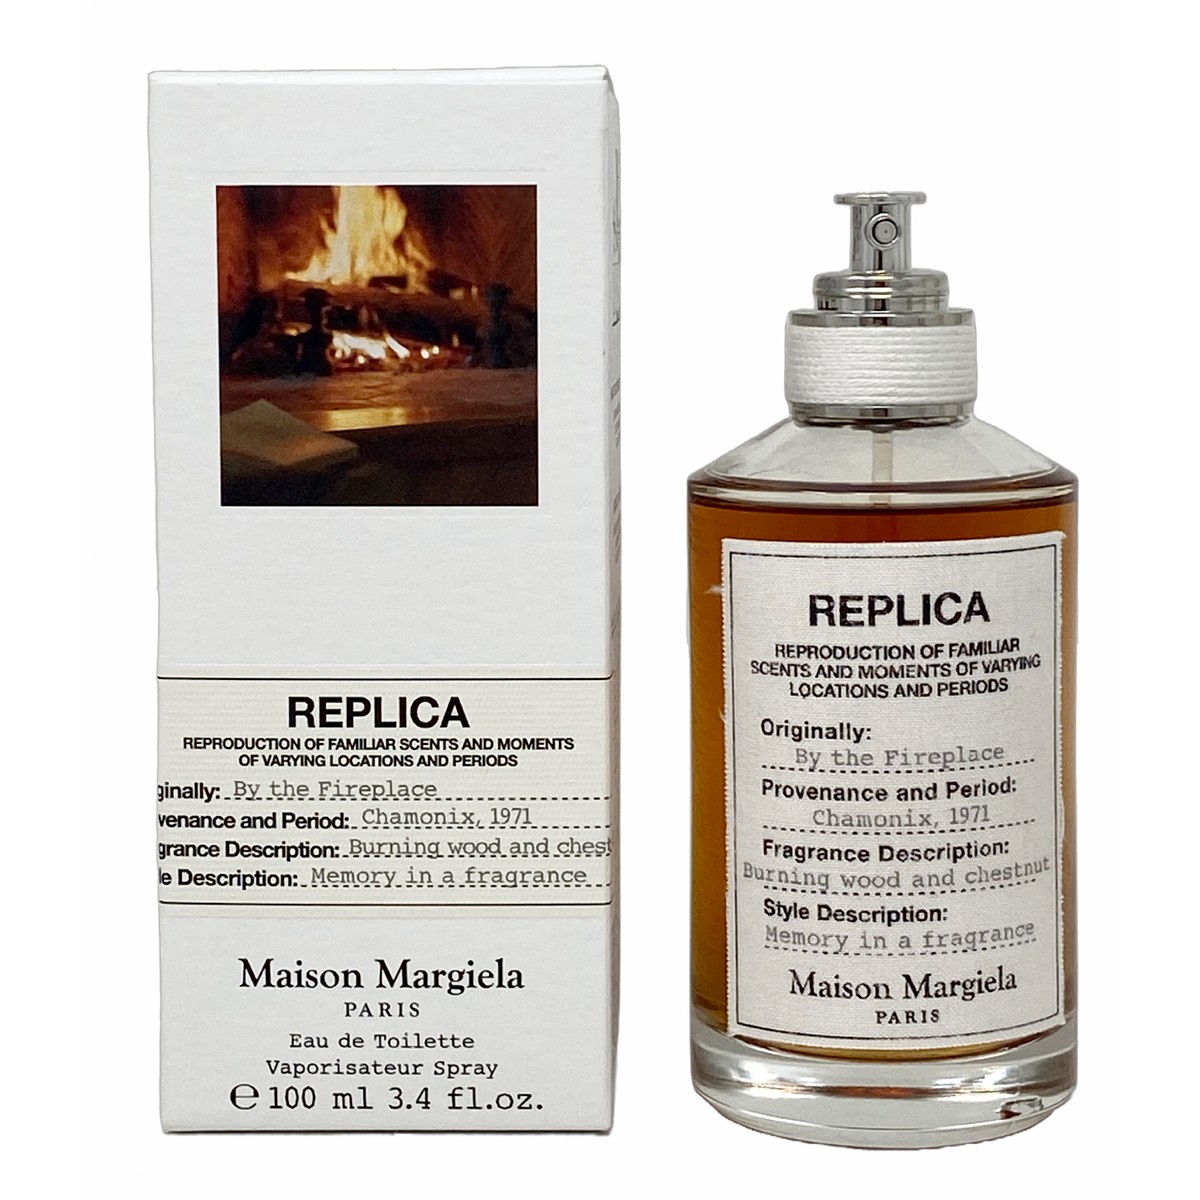 REPLICA
REPRODUCTION OF FAMILIAR SCENTS AND MOMENTS
OF VARYING LOCATIONS AND PERIODS
ginally: By the Fireplace
venance and Period: Chamonix, 1971
grance Description: Burning wood and chest
le Description: Memory in a fragrance
Maison Margiela
PARIS
Eau de Toilette
Vaporisateur Spray
℮ 100 ml 3.4 fl.oz.
REPLICA
REPRODUCTION OF FAMILIAR
SCENTS AND MOMENTS OF VARYING
LOCATIONS AND PERIODS
Originally:
By the Fireplace
Provenance and Period:
Chamonix, 1971
Fragrance Description:
Burning wood and chestnut
Style Description:
Memory in a fragrance
Maison Margiela
PARIS